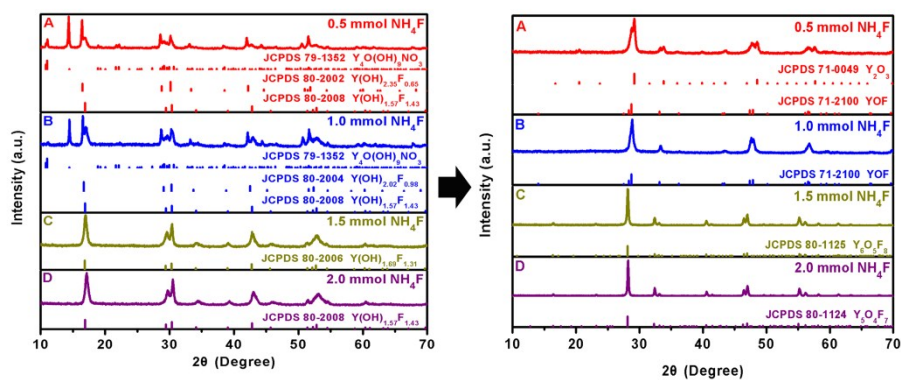 A 0.5 mmol NH₄F
JCPDS 79-1352 Y₄O(OH)₉NO₃
JCPDS 80-2002 Y(OH)₂.₃₅F₀.₆₅
JCPDS 80-2008 Y(OH)₁.₅₇F₁.₄₃
B 1.0 mmol NH₄F
JCPDS 79-1352 Y₄O(OH)₉NO₃
JCPDS 80-2004 Y(OH)₂.₀₂F₀.₉₈
JCPDS 80-2008 Y(OH)₁.₅₇F₁.₄₃
C 1.5 mmol NH₄F
JCPDS 80-2006 Y(OH)₁.₆₉F₁.₃₁
D 2.0 mmol NH₄F
JCPDS 80-2008 Y(OH)₁.₅₇F₁.₄₃
10 20 30 40 50 60 70
2θ (Degree)
Intensity (a.u.)
A 0.5 mmol NH₄F
JCPDS 71-0049 Y₂O₃
JCPDS 71-2100 YOF
B 1.0 mmol NH₄F
JCPDS 71-2100 YOF
C 1.5 mmol NH₄F
JCPDS 80-1125 Y₆O₅F₈
D 2.0 mmol NH₄F
JCPDS 80-1124 Y₅O₄F₇
10 20 30 40 50 60 70
2θ (Degree)
Intensity (a.u.)